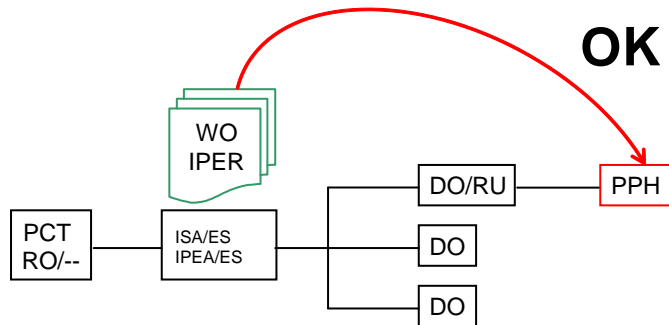 OK
WO
IPER
DO/RU
PPH
PCT
RO/--
ISA/ES
IPEA/ES
DO
DO